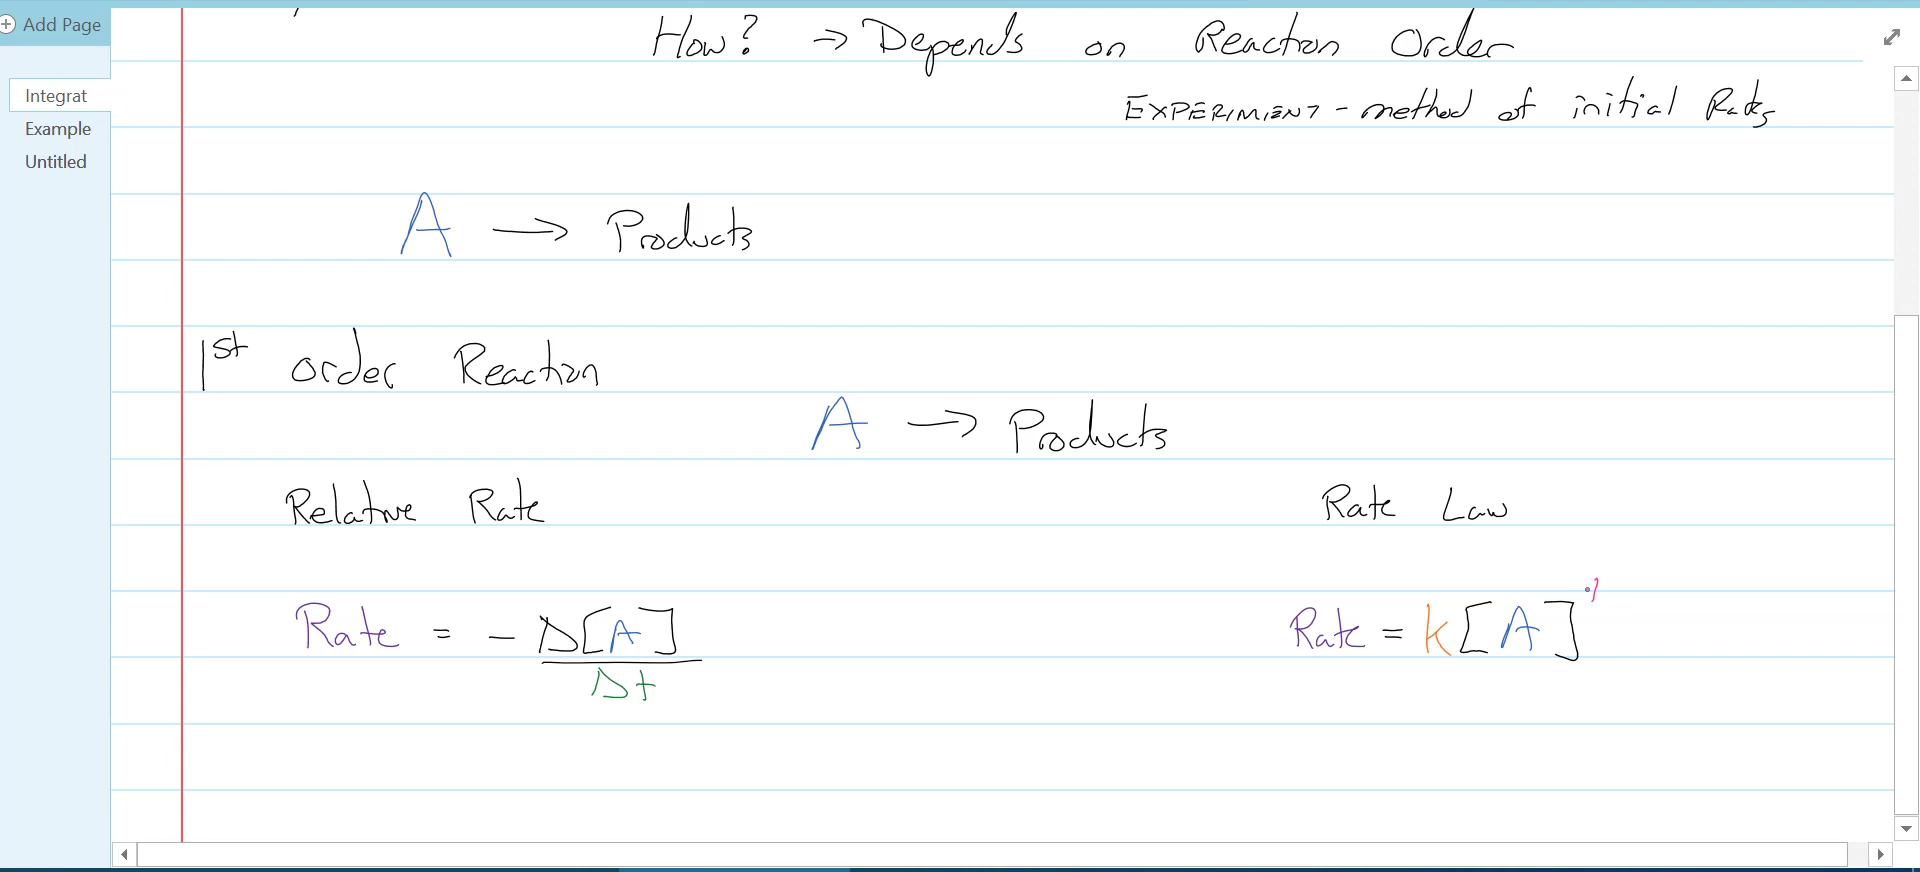 Add Page
Integrat
Example
Untitled
How? → Depends on Reaction Order
EXPERIMENT - method of initial Rates
A → Products
1st order Reaction
A → Products
Relative Rate Rate Law
Rate = - Δ[A] / Δt Rate = k[A]¹